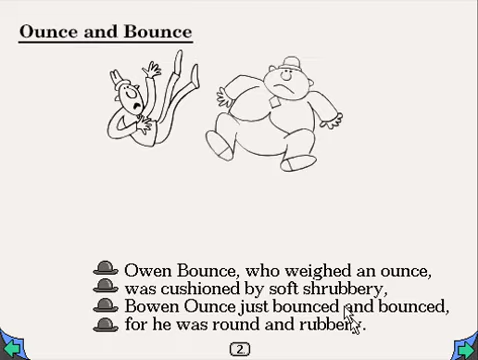 Ounce and Bounce
Owen Bounce, who weighed an ounce,
was cushioned by soft shrubbery,
Bowen Ounce just bounced and bounced,
for he was round and rubbery.
2